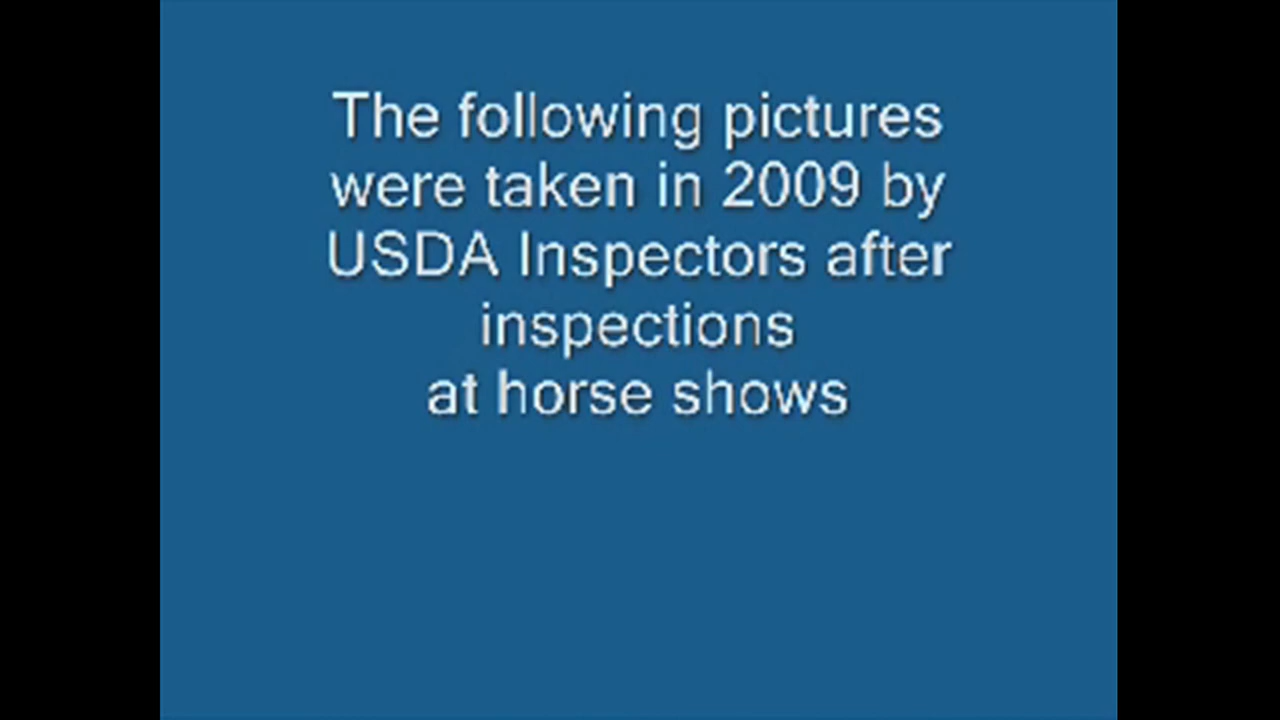 The following pictures
were taken in 2009 by
USDA Inspectors after
inspections
at horse shows